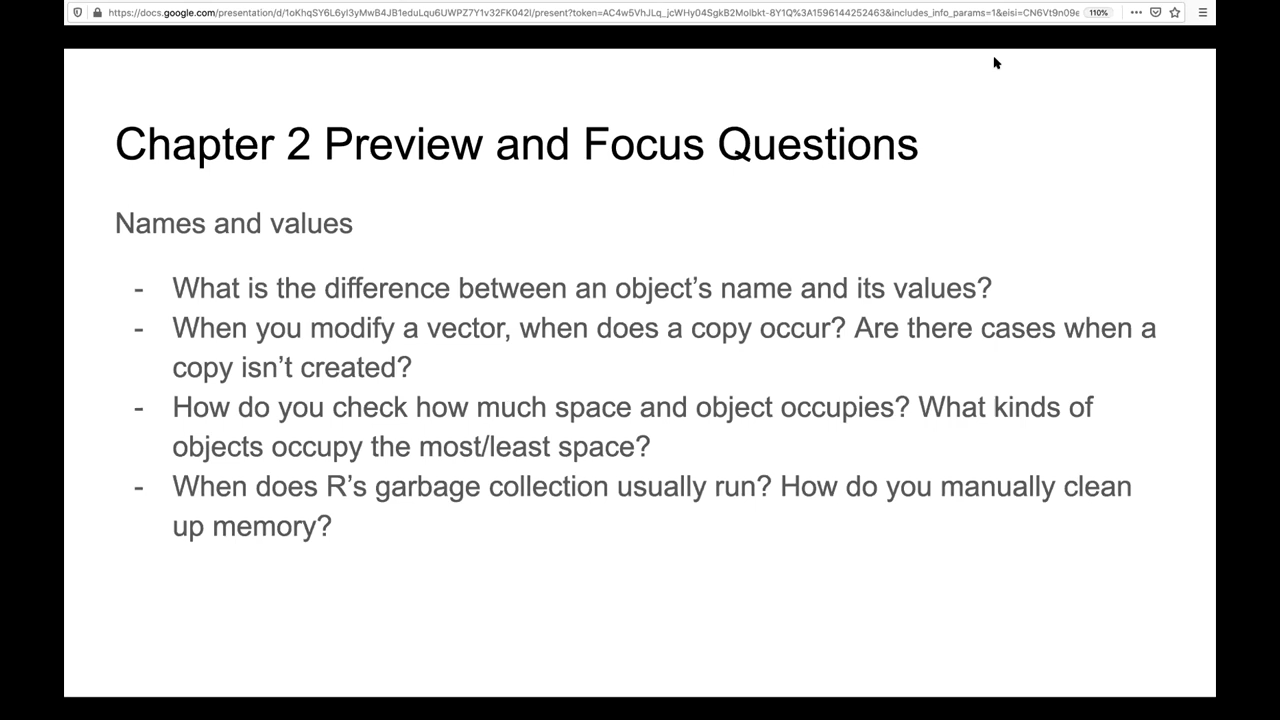 https://docs.google.com/presentation/d/1oKhqSY6L6yI3yMwB4JB1eduLqu6UWPZ7Y1v32FK042I/present?token=AC4w5VhJLq_jcWHy04SgkB2Molbkt-8Y1Q%3A1596144252463&includes_info_params=1&eisi=CN6Vt9n09e 110%
Chapter 2 Preview and Focus Questions
Names and values
- What is the difference between an object’s name and its values?
- When you modify a vector, when does a copy occur? Are there cases when a
copy isn’t created?
- How do you check how much space and object occupies? What kinds of
objects occupy the most/least space?
- When does R’s garbage collection usually run? How do you manually clean
up memory?